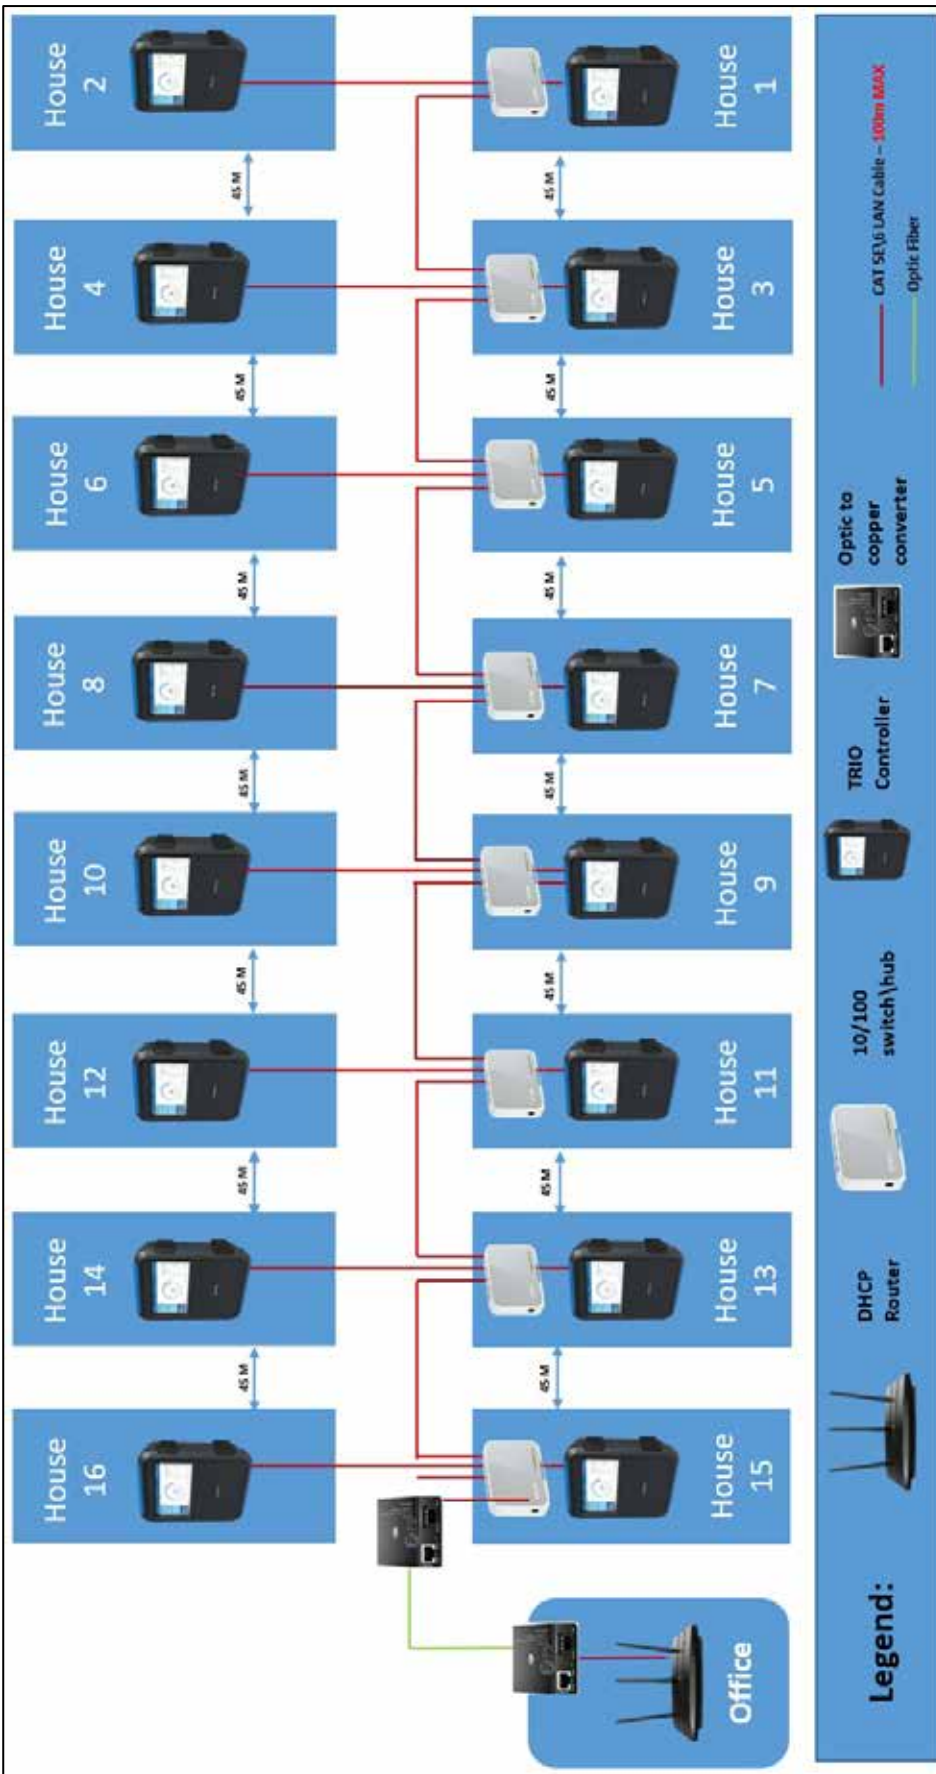 House
2
House
1
45 M
45 M
House
4
House
3
45 M
45 M
House
6
House
5
45 M
45 M
House
8
House
7
45 M
45 M
House
10
House
9
45 M
45 M
House
12
House
11
45 M
45 M
House
14
House
13
45 M
45 M
House
16
House
15
Office
Legend:
DHCP
Router
10/100
switch\hub
TRIO
Controller
Optic to
copper
converter
CAT 5E\6 LAN Cable – 100m MAX
Optic Fiber